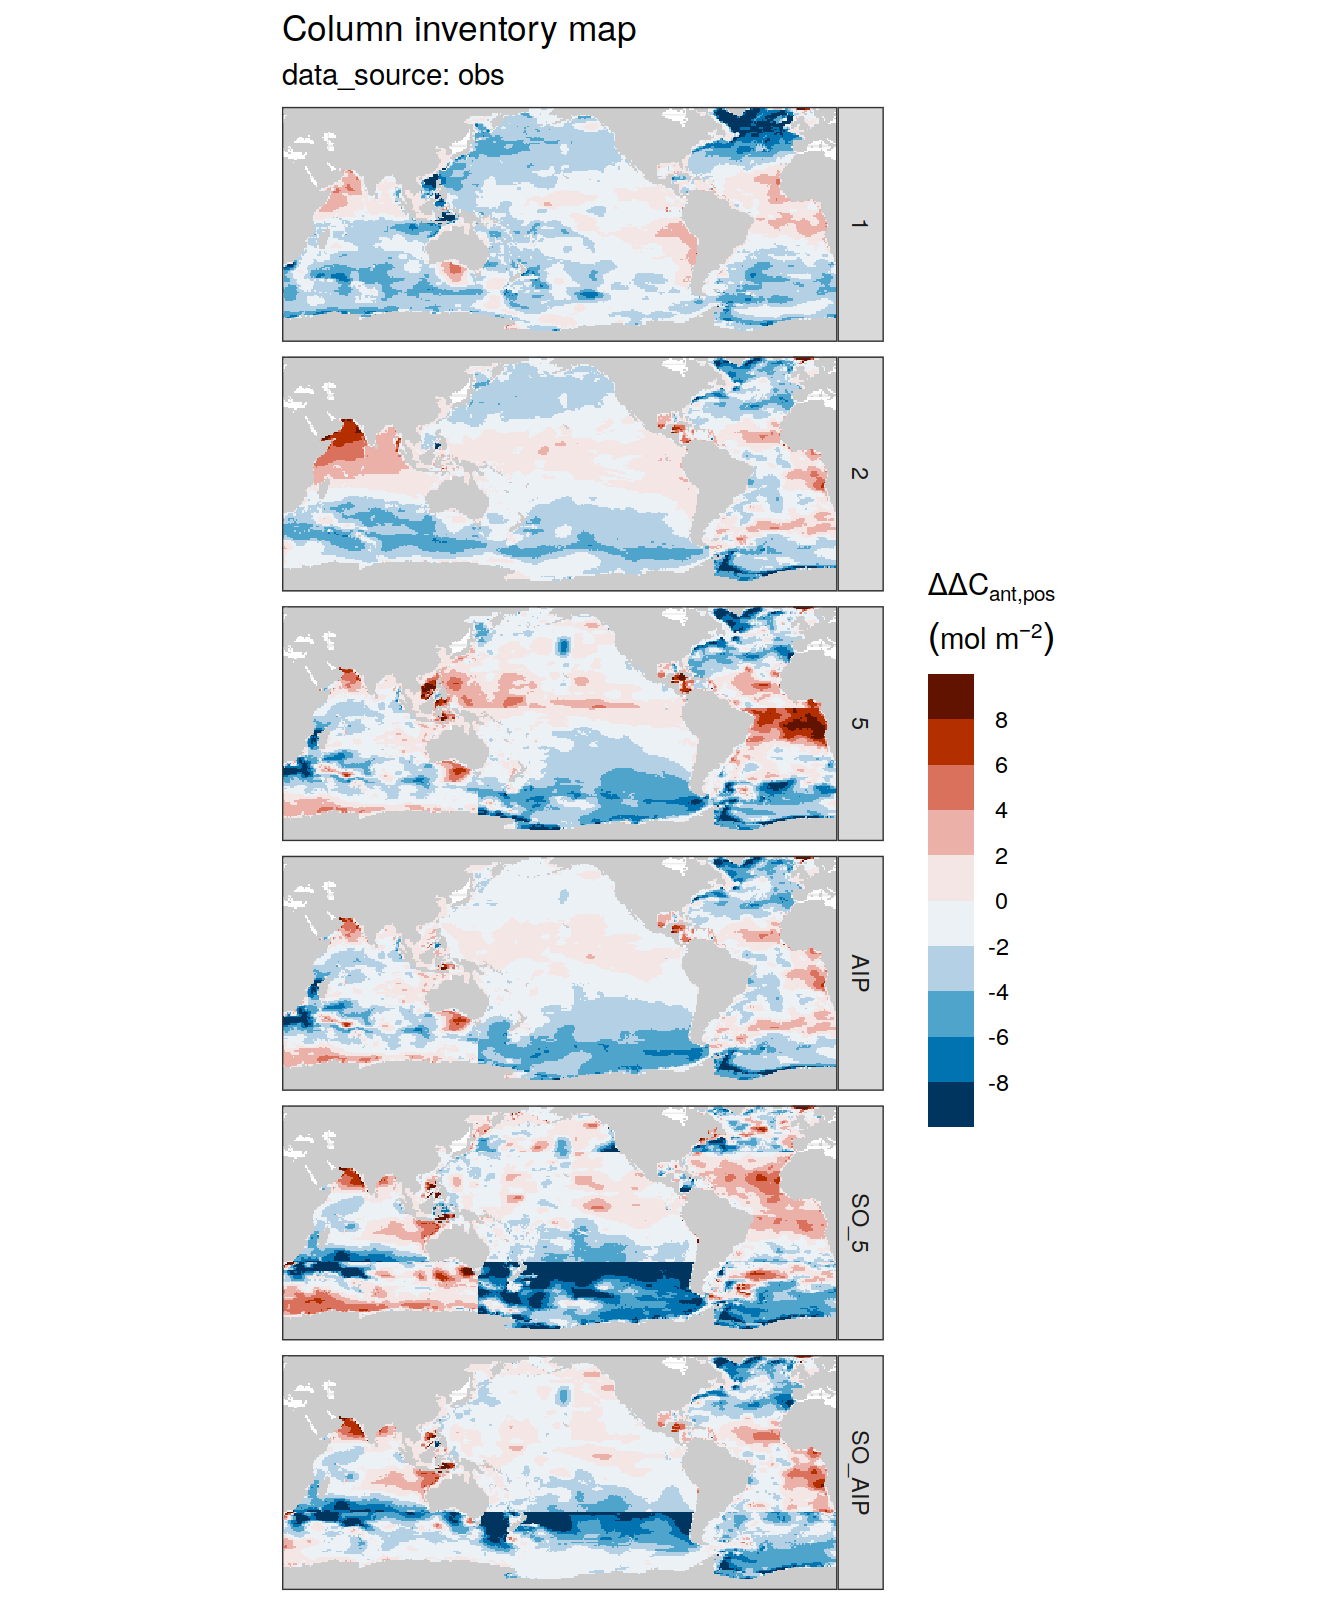 Column inventory map
data_source: obs
1
2
5
AIP
SO_5
SO_AIP
ΔΔCant,pos
(mol m−2)
8
6
4
2
0
-2
-4
-6
-8